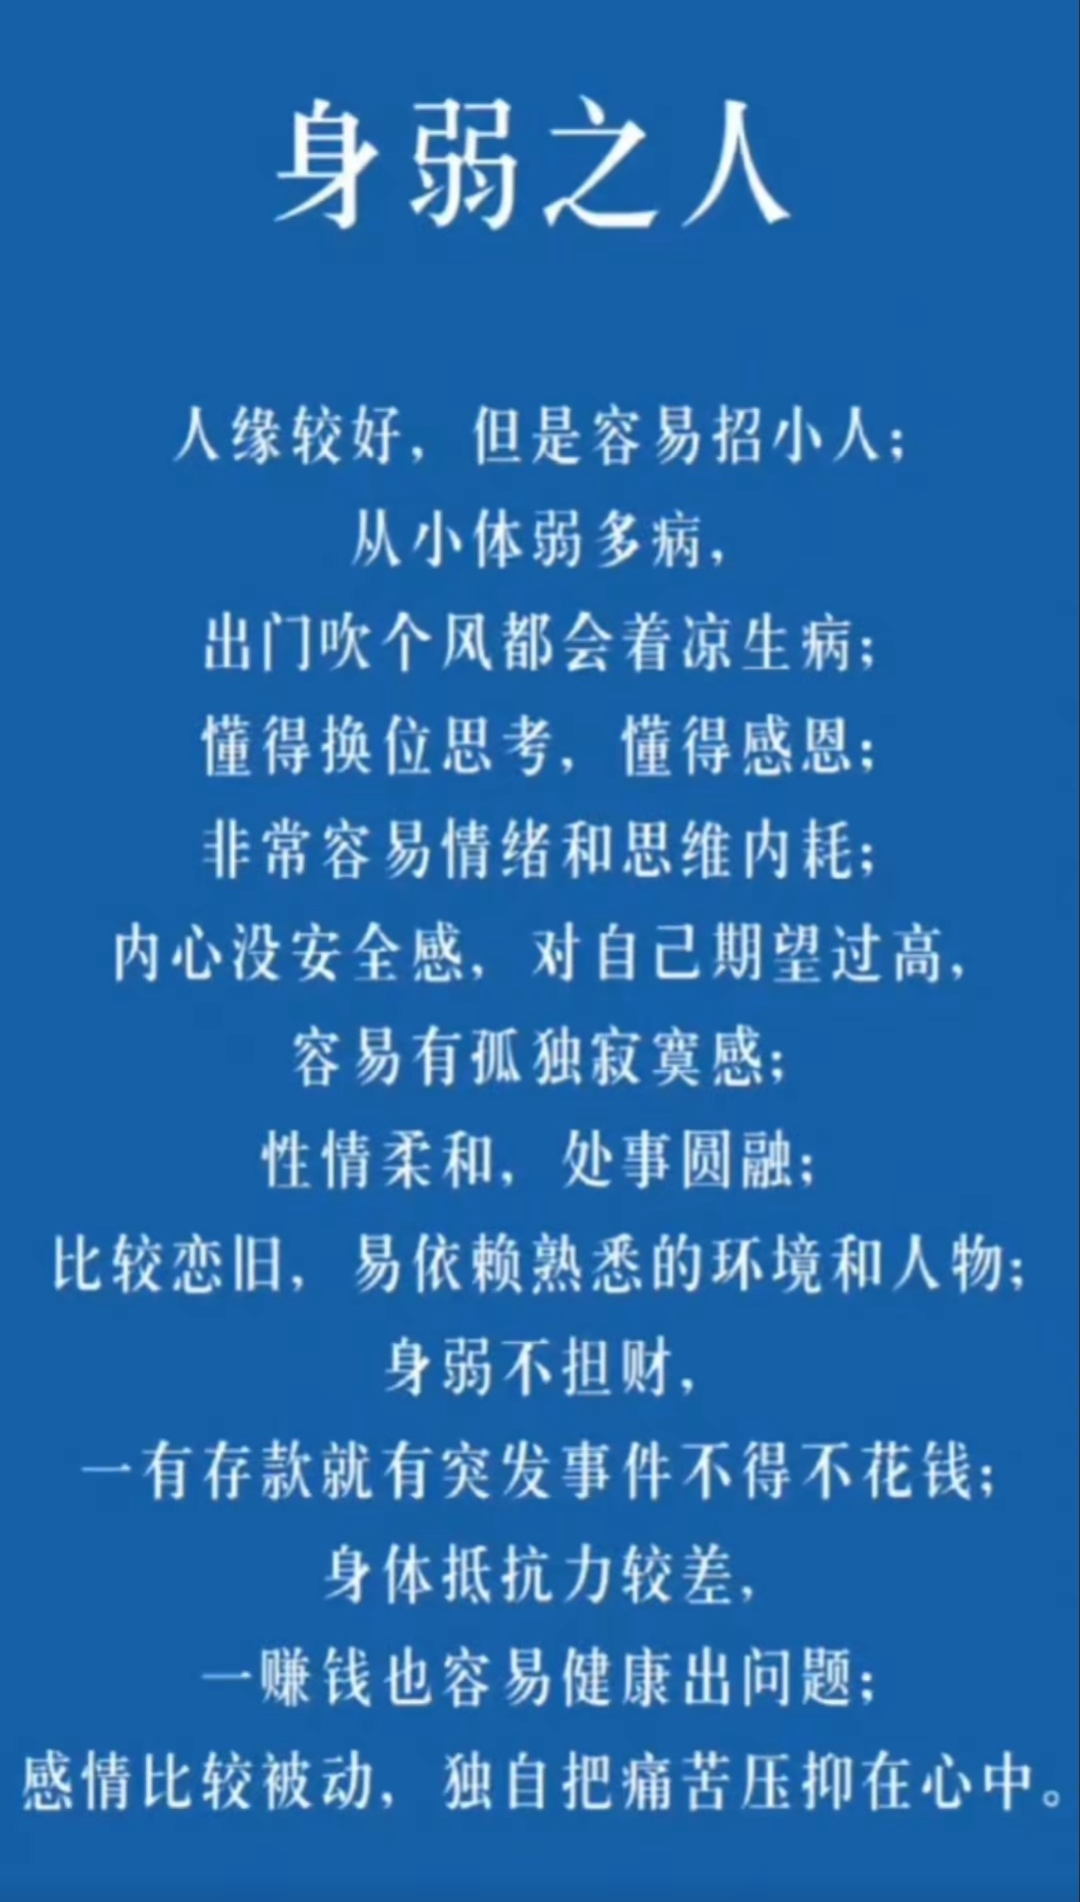 身弱之人
人缘较好，但是容易招小人；
从小体弱多病，
出门吹个风都会着凉生病；
懂得换位思考，懂得感恩；
非常容易情绪和思维内耗；
内心没安全感，对自己期望过高，
容易有孤独寂寞感；
性情柔和，处事圆融；
比较恋旧，易依赖熟悉的环境和人物；
身弱不担财，
一有存款就有突发事件不得不花钱；
身体抵抗力较差，
一赚钱也容易健康出问题；
感情比较被动，独自把痛苦压抑在心中。